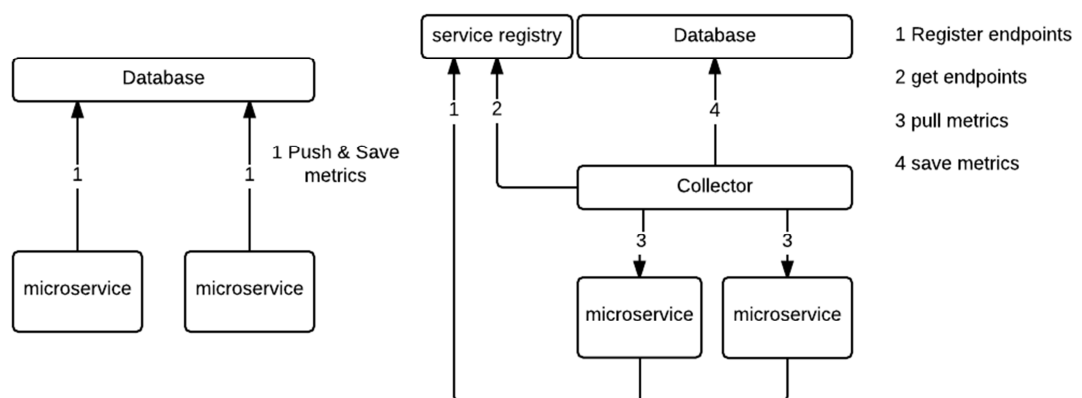 Database
1
1
1 Push & Save
metrics
microservice
microservice
service registry
Database
1
2
4
Collector
3
3
microservice
microservice
1 Register endpoints
2 get endpoints
3 pull metrics
4 save metrics